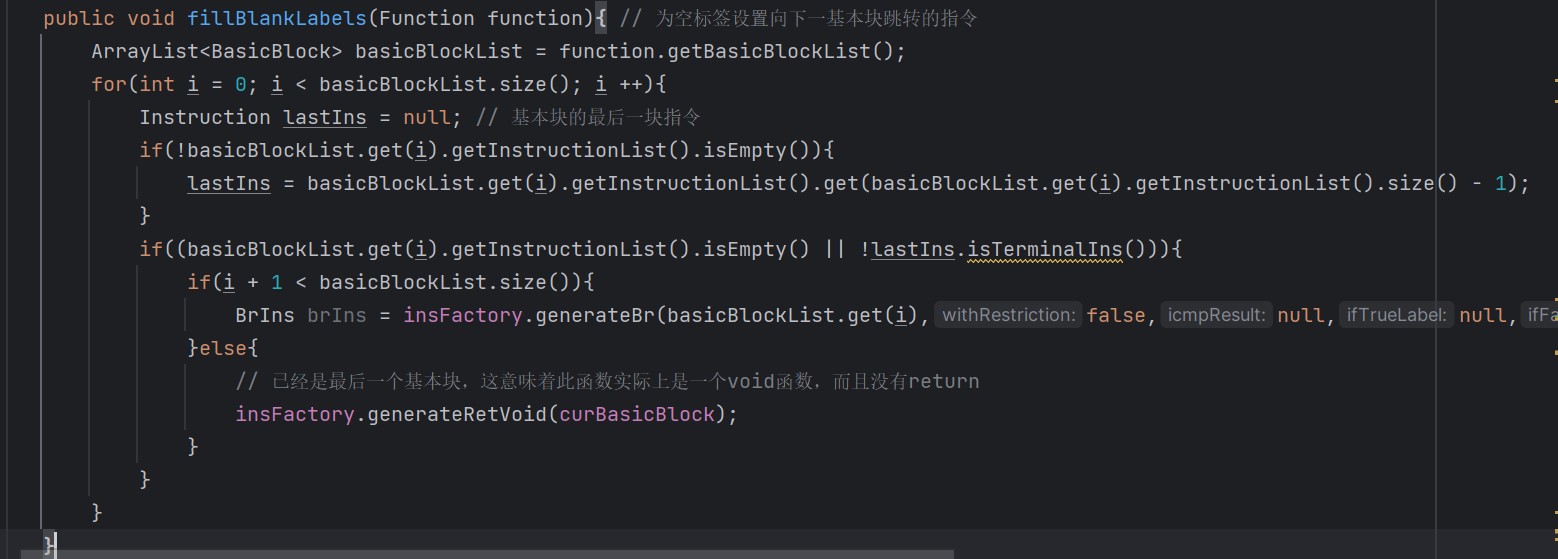 public void fillBlankLabels(Function function){ // 为空标签设置向下一基本块跳转的指令
ArrayList<BasicBlock> basicBlockList = function.getBasicBlockList();
for(int i = 0; i < basicBlockList.size(); i ++){
Instruction lastIns = null; // 基本块的最后一块指令
if(!basicBlockList.get(i).getInstructionList().isEmpty()){
lastIns = basicBlockList.get(i).getInstructionList().get(basicBlockList.get(i).getInstructionList().size() - 1);
}
if((basicBlockList.get(i).getInstructionList().isEmpty() || !lastIns.isTerminalIns())){
if(i + 1 < basicBlockList.size()){
BrIns brIns = insFactory.generateBr(basicBlockList.get(i), withRestriction: false, icmpResult: null, ifTrueLabel: null,
}else{
// 已经是最后一个基本块，这意味着此函数实际上是一个void函数，而且没有return
insFactory.generateRetVoid(curBasicBlock);
}
}
}
}